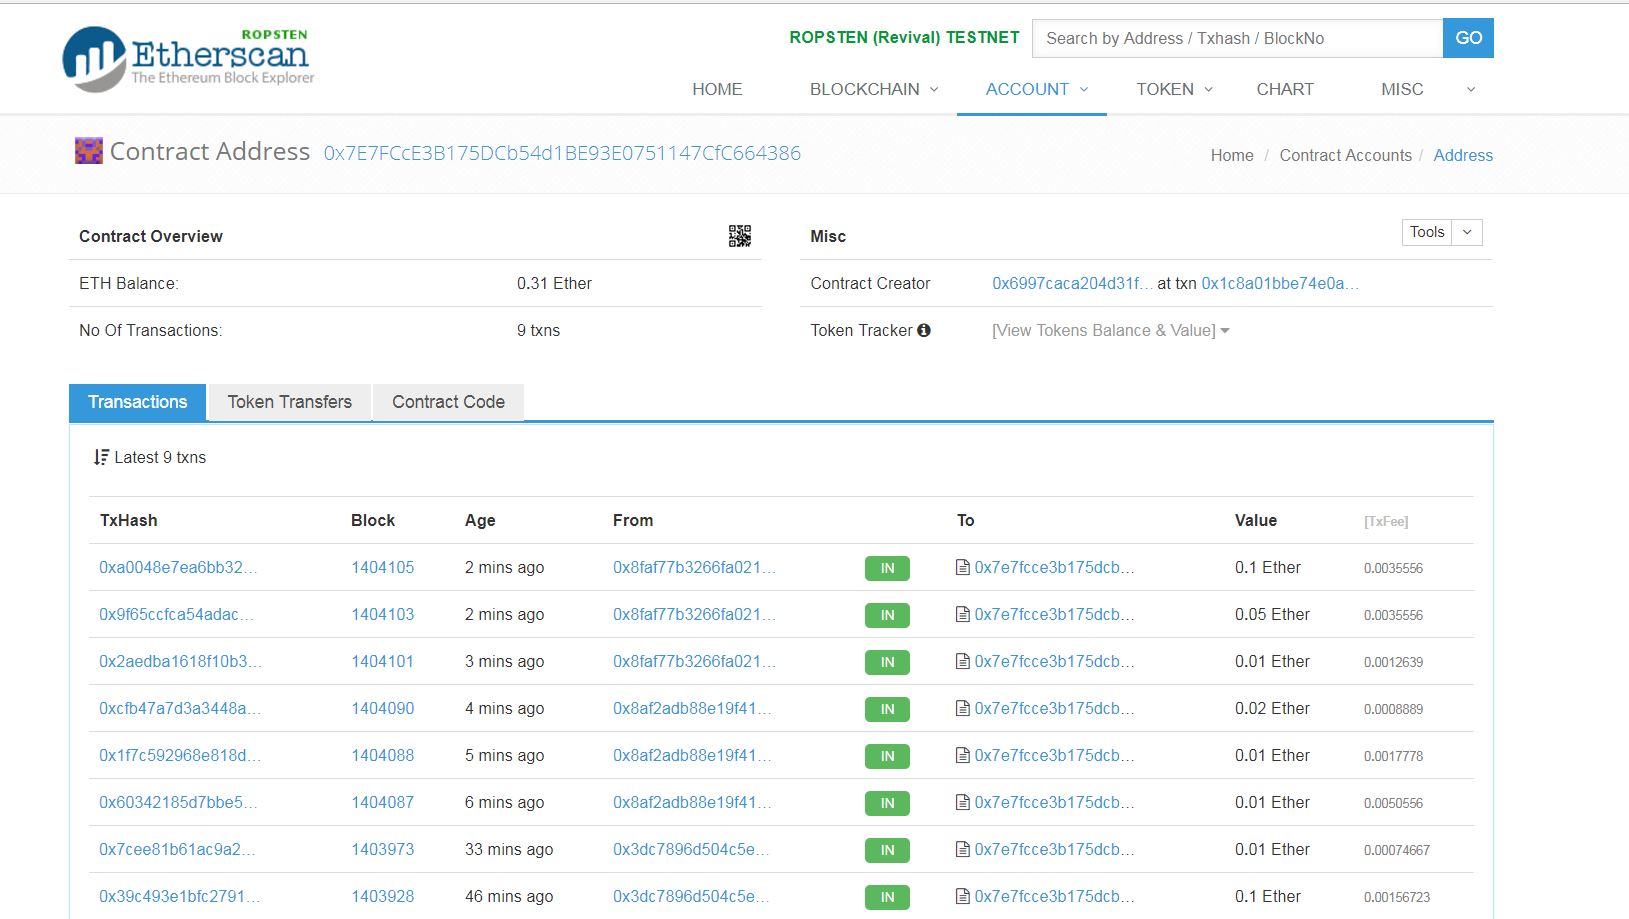 ROPSTEN
Etherscan
The Ethereum Block Explorer
ROPSTEN (Revival) TESTNET
Search by Address / Txhash / BlockNo
GO
HOME BLOCKCHAIN ACCOUNT TOKEN CHART MISC
Contract Address 0x7E7FCcE3B175DCb54d1BE93E0751147CfC664386
Home / Contract Accounts / Address
Contract Overview
ETH Balance: 0.31 Ether
No Of Transactions: 9 txns
Misc
Tools
Contract Creator 0x6997caca204d31f... at txn 0x1c8a01bbe74e0a...
Token Tracker [View Tokens Balance & Value]
Transactions Token Transfers Contract Code
Latest 9 txns
TxHash Block Age From To Value [TxFee]
0xa0048e7ea6bb32... 1404105 2 mins ago 0x8faf77b3266fa021... IN 0x7e7fcce3b175dcb... 0.1 Ether 0.0035556
0x9f65ccfca54adac... 1404103 2 mins ago 0x8faf77b3266fa021... IN 0x7e7fcce3b175dcb... 0.05 Ether 0.0035556
0x2aedba1618f10b3... 1404101 3 mins ago 0x8faf77b3266fa021... IN 0x7e7fcce3b175dcb... 0.01 Ether 0.0012639
0xcfb47a7d3a3448a... 1404090 4 mins ago 0x8af2adb88e19f41... IN 0x7e7fcce3b175dcb... 0.02 Ether 0.0008889
0x1f7c592968e818d... 1404088 5 mins ago 0x8af2adb88e19f41... IN 0x7e7fcce3b175dcb... 0.01 Ether 0.0017778
0x60342185d7bbe5... 1404087 6 mins ago 0x8af2adb88e19f41... IN 0x7e7fcce3b175dcb... 0.01 Ether 0.0050556
0x7cee81b61ac9a2... 1403973 33 mins ago 0x3dc7896d504c5e... IN 0x7e7fcce3b175dcb... 0.01 Ether 0.00074667
0x39c493e1bfc2791... 1403928 46 mins ago 0x3dc7896d504c5e... IN 0x7e7fcce3b175dcb... 0.1 Ether 0.00156723